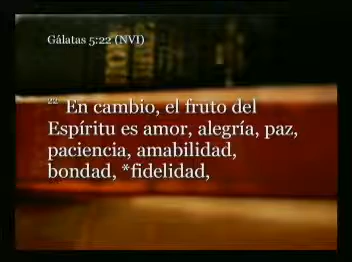 Gálatas 5:22 (NVI)
22 En cambio, el fruto del
Espíritu es amor, alegría, paz,
paciencia, amabilidad,
bondad, *fidelidad,